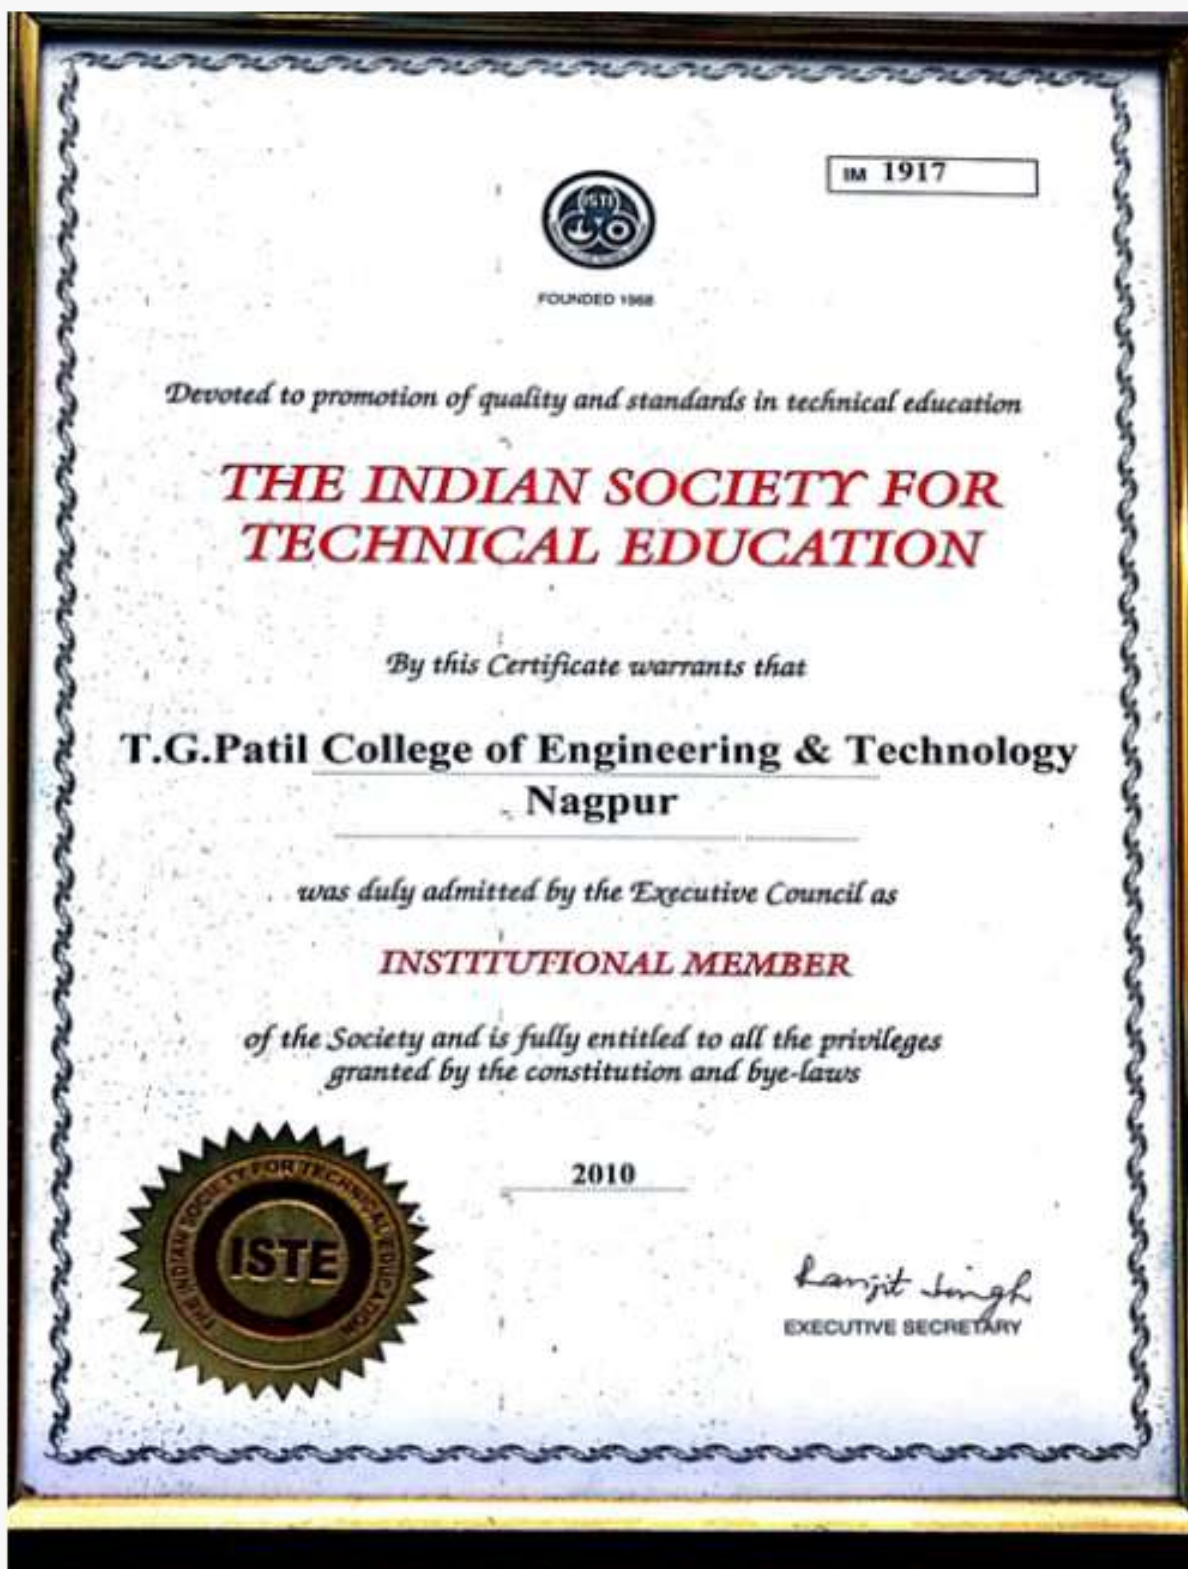 IM 1917
ISTE
FOUNDED 1968
Devoted to promotion of quality and standards in technical education
THE INDIAN SOCIETY FOR
TECHNICAL EDUCATION
By this Certificate warrants that
T.G.Patil College of Engineering & Technology
Nagpur
was duly admitted by the Executive Council as
INSTITUTIONAL MEMBER
of the Society and is fully entitled to all the privileges
granted by the constitution and bye-laws
2010
THE INDIAN SOCIETY FOR TECHNICAL EDUCATION
ISTE
Ranjit Singh
EXECUTIVE SECRETARY